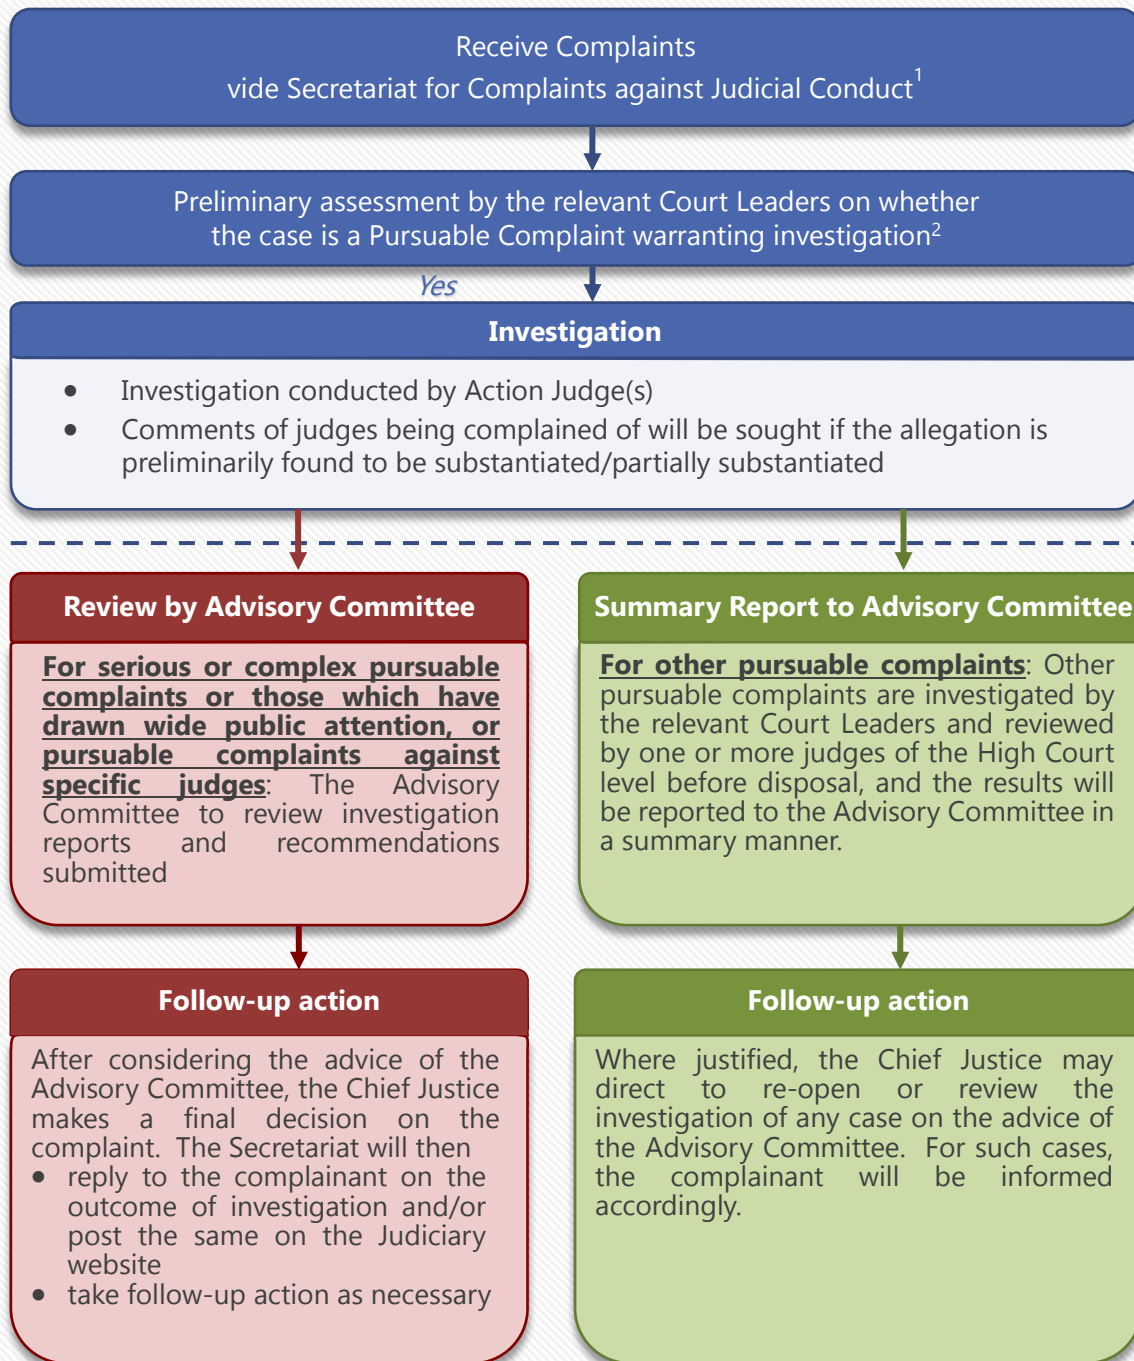 Receive Complaints
vide Secretariat for Complaints against Judicial Conduct1
Preliminary assessment by the relevant Court Leaders on whether
the case is a Pursuable Complaint warranting investigation2
Yes
Investigation
• Investigation conducted by Action Judge(s)
• Comments of judges being complained of will be sought if the allegation is
preliminarily found to be substantiated/partially substantiated
Review by Advisory Committee
For serious or complex pursuable
complaints or those which have
drawn wide public attention, or
pursuable complaints against
specific judges: The Advisory
Committee to review investigation
reports and recommendations
submitted
Summary Report to Advisory Committee
For other pursuable complaints: Other
pursuable complaints are investigated by
the relevant Court Leaders and reviewed
by one or more judges of the High Court
level before disposal, and the results will
be reported to the Advisory Committee in
a summary manner.
Follow-up action
After considering the advice of the
Advisory Committee, the Chief Justice
makes a final decision on the
complaint. The Secretariat will then
• reply to the complainant on the
outcome of investigation and/or
post the same on the Judiciary
website
• take follow-up action as necessary
Follow-up action
Where justified, the Chief Justice may
direct to re-open or review the
investigation of any case on the advice of
the Advisory Committee. For such cases,
the complainant will be informed
accordingly.